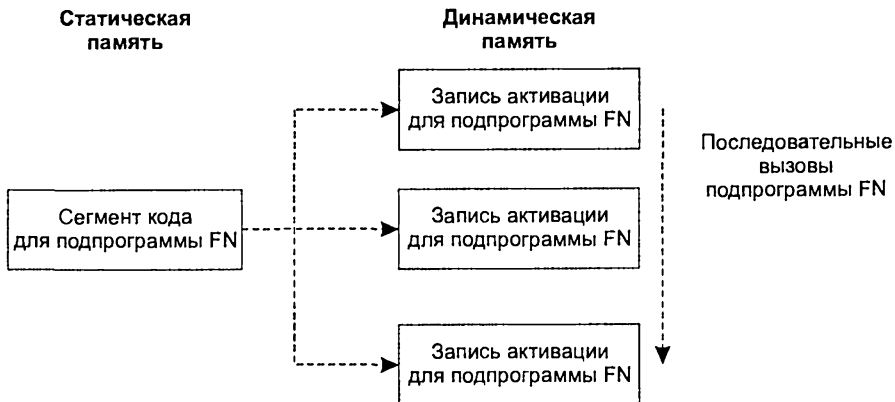 Статическая
память
Динамическая
память
Запись активации
для подпрограммы FN
Последовательные
вызовы
подпрограммы FN
Сегмент кода
для подпрограммы FN
Запись активации
для подпрограммы FN
Запись активации
для подпрограммы FN